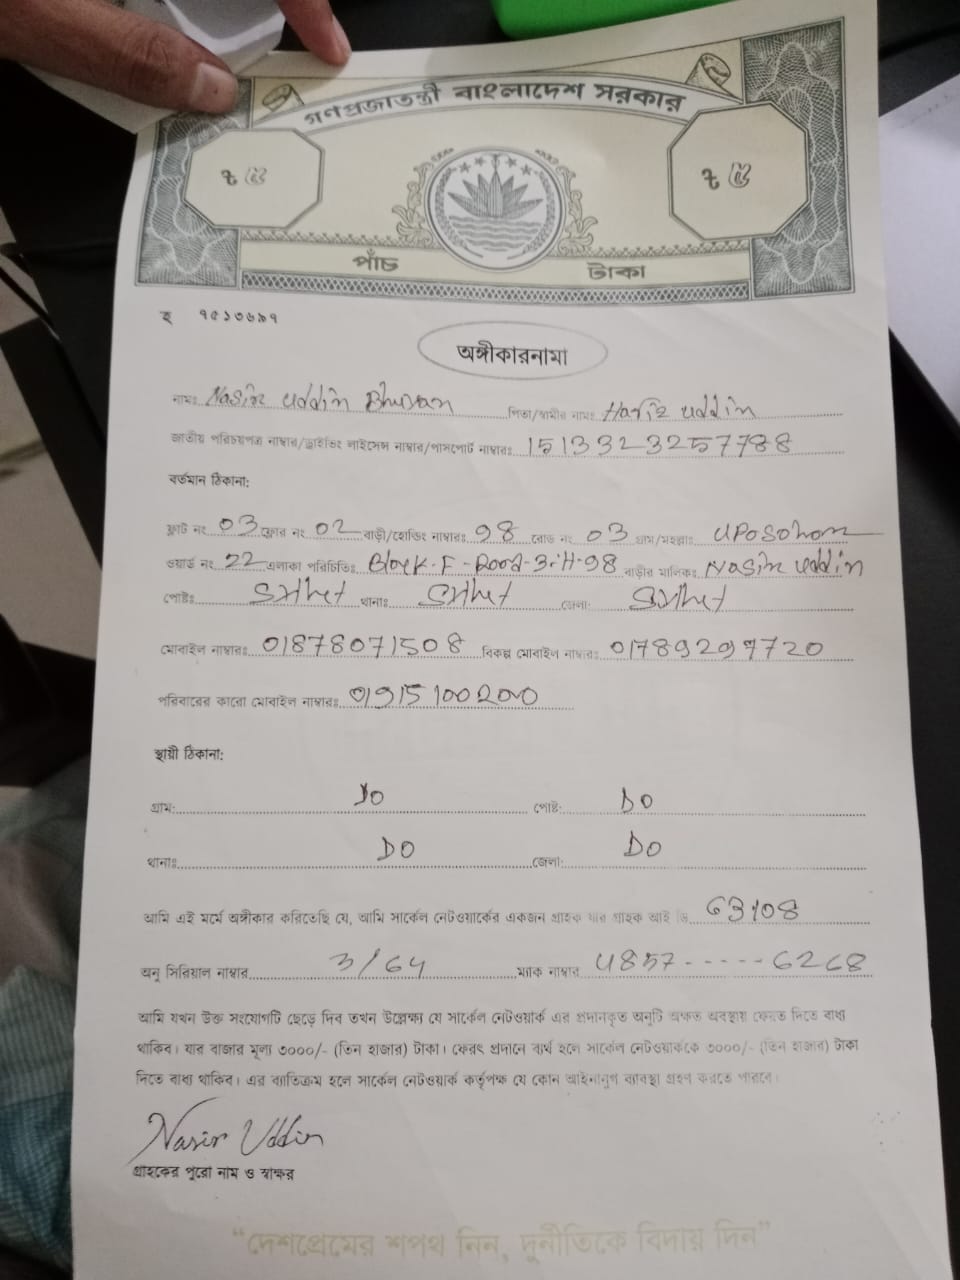 গণপ্রজাতন্ত্রী বাংলাদেশ সরকার
৳ ৫ ৳ ৫
পাঁচ টাকা
হ ৭৫১৩৬৯৭
অঙ্গীকারনামা
নামঃ Nasir Uddin Bhuyan পিতা/স্বামীর নামঃ Hafiz Uddin
জাতীয় পরিচয়পত্র নাম্বার/ড্রাইভিং লাইসেন্স নাম্বার/পাসপোর্ট নাম্বারঃ 1513323257788
বর্তমান ঠিকানা:
ফ্লাট নং 03 ফ্লোর নং 02 বাড়ী/হোল্ডিং নাম্বারঃ 98 রোড নং 03 গ্রাম/মহল্লাঃ Uposohor
ওয়ার্ড নং 22 এলাকা পরিচিতিঃ Block-F-Road-3-H-98 বাড়ীর মালিকঃ Nasir Uddin
পোষ্টঃ Sylhet থানাঃ Sylhet জেলা: Sylhet
মোবাইল নাম্বারঃ 01878071508 বিকল্প মোবাইল নাম্বারঃ 01789297720
পরিবারের কারো মোবাইল নাম্বারঃ 01915100200
স্থায়ী ঠিকানা:
গ্রাম: DO পোষ্ট: DO
থানাঃ DO জেলা: DO
আমি এই মর্মে অঙ্গীকার করিতেছি যে, আমি সার্কেল নেটওয়ার্কের একজন গ্রাহক যার গ্রাহক আই ডি 63108
অনু সিরিয়াল নাম্বার 3/64 ম্যাক নাম্বার 4857-----6268
আমি যখন উক্ত সংযোগটি ছেড়ে দিব তখন উল্লেক্ষ্য যে সার্কেল নেটওয়ার্ক এর প্রদানকৃত অনুটি অক্ষত অবস্থায় ফেরত দিতে বাধ্য
থাকিব। যার বাজার মূল্য ৩০০০/- (তিন হাজার) টাকা। ফেরৎ প্রদানে ব্যর্থ হলে সার্কেল নেটওয়ার্ককে ৩০০০/- (তিন হাজার) টাকা
দিতে বাধ্য থাকিব। এর ব্যতিক্রম হলে সার্কেল নেটওয়ার্ক কর্তৃপক্ষ যে কোন আইনানুগ ব্যবস্থা গ্রহণ করতে পারবে।
Nasir Uddin
গ্রাহকের পুরো নাম ও স্বাক্ষর
“দেশপ্রেমের শপথ নিন, দুর্নীতিকে বিদায় দিন”